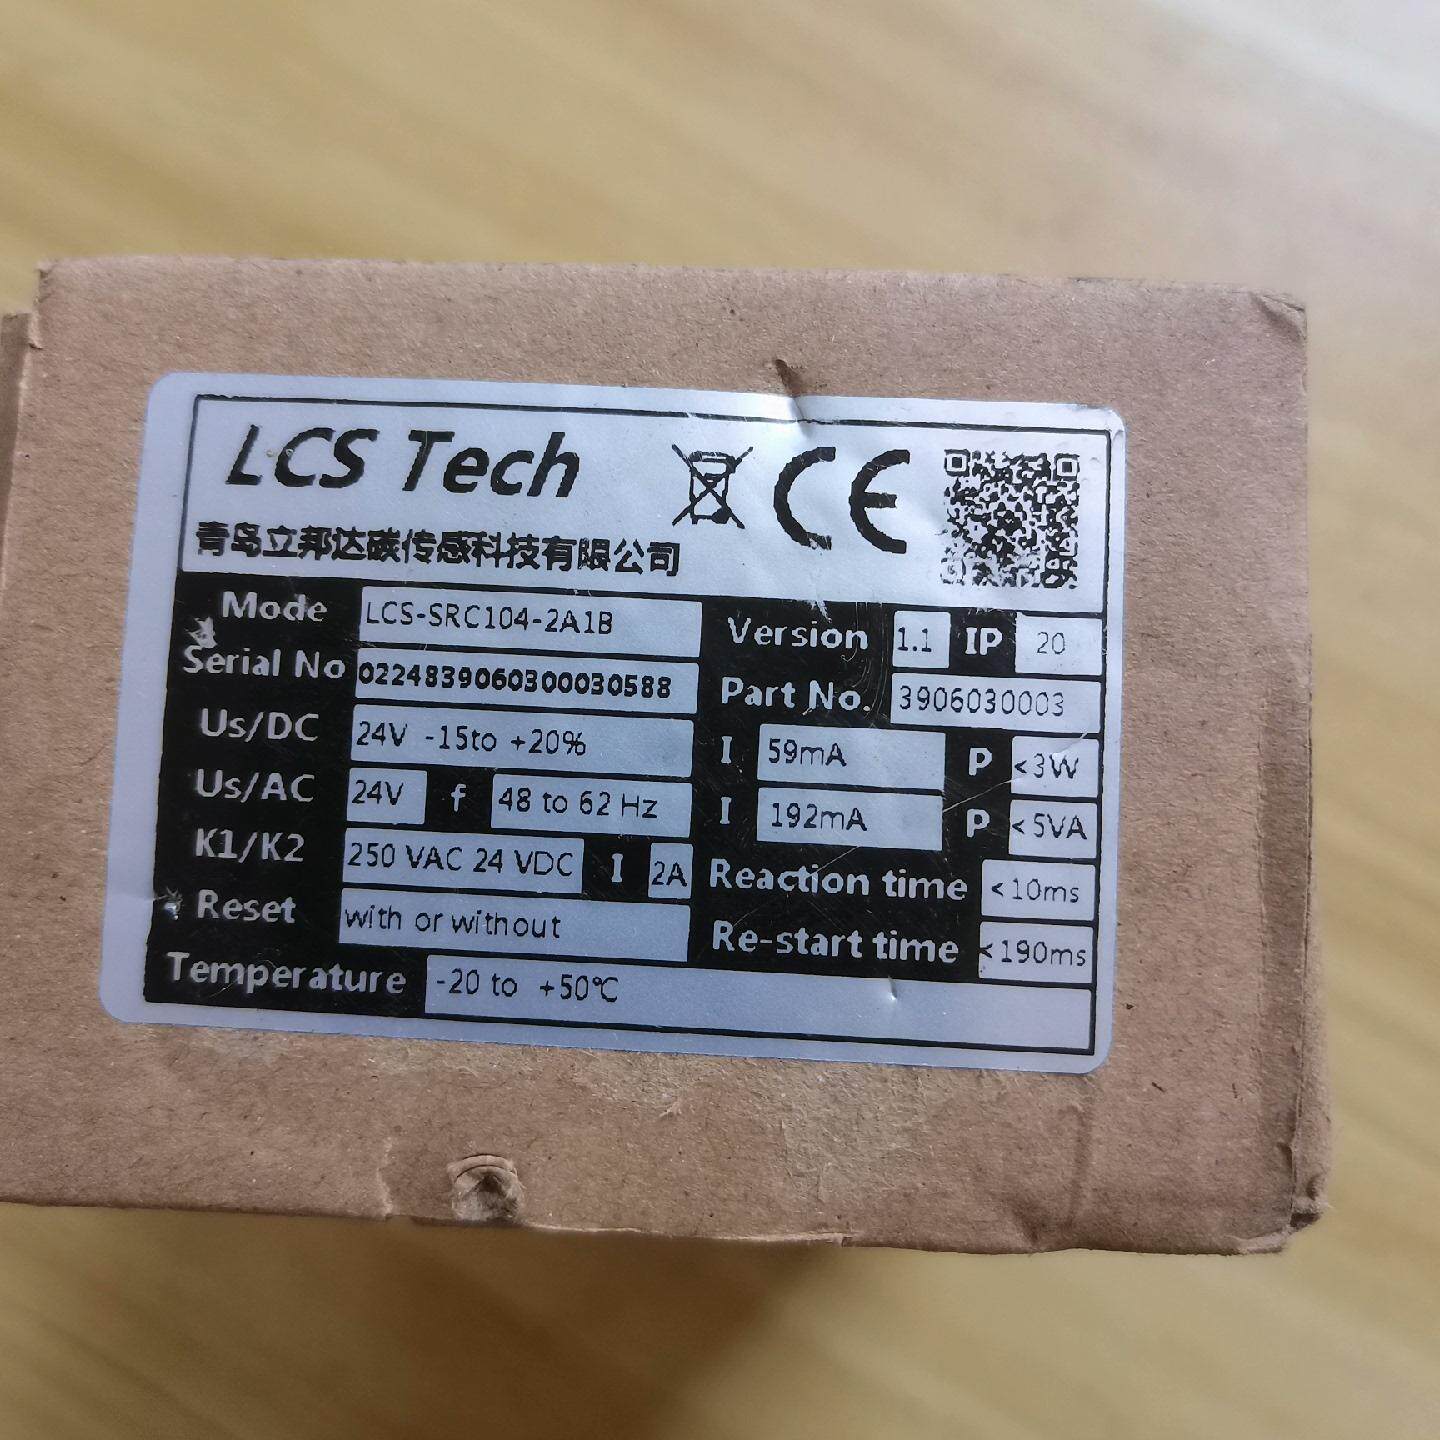 LCS Tech CE
青岛立邦达碳传感科技有限公司
Mode LCS-SRC104-2A1B Version 1.1 IP 20
Serial No 0224839060300030588 Part No. 3906030003
Us/DC 24V -15to +20% I 59mA P <3W
Us/AC 24V f 48 to 62 Hz I 192mA P <5VA
K1/K2 250 VAC 24 VDC I 2A Reaction time <10ms
Reset with or without Re-start time <190ms
Temperature -20 to +50℃